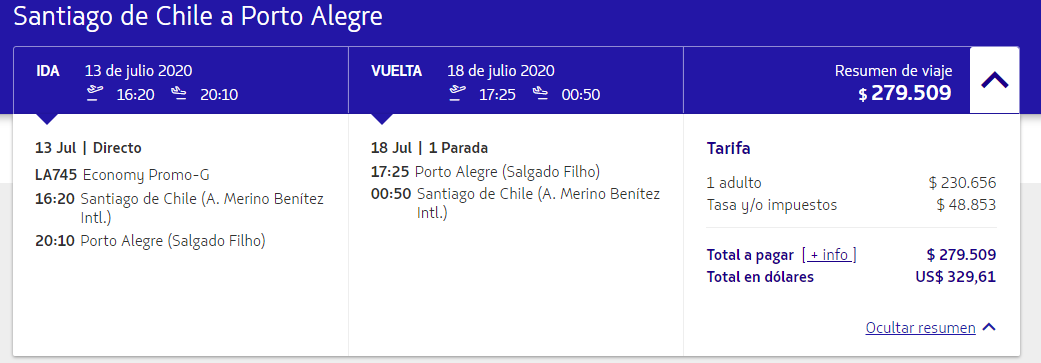 Santiago de Chile a Porto Alegre
IDA 13 de julio 2020
16:20 20:10
VUELTA 18 de julio 2020
17:25 00:50
Resumen de viaje
$ 279.509
13 Jul | Directo
LA745 Economy Promo-G
16:20 Santiago de Chile (A. Merino Benítez
Intl.)
20:10 Porto Alegre (Salgado Filho)
18 Jul | 1 Parada
17:25 Porto Alegre (Salgado Filho)
00:50 Santiago de Chile (A. Merino Benítez
Intl.)
Tarifa
1 adulto $ 230.656
Tasa y/o impuestos $ 48.853
Total a pagar [ + info ] $ 279.509
Total en dólares US$ 329,61
Ocultar resumen